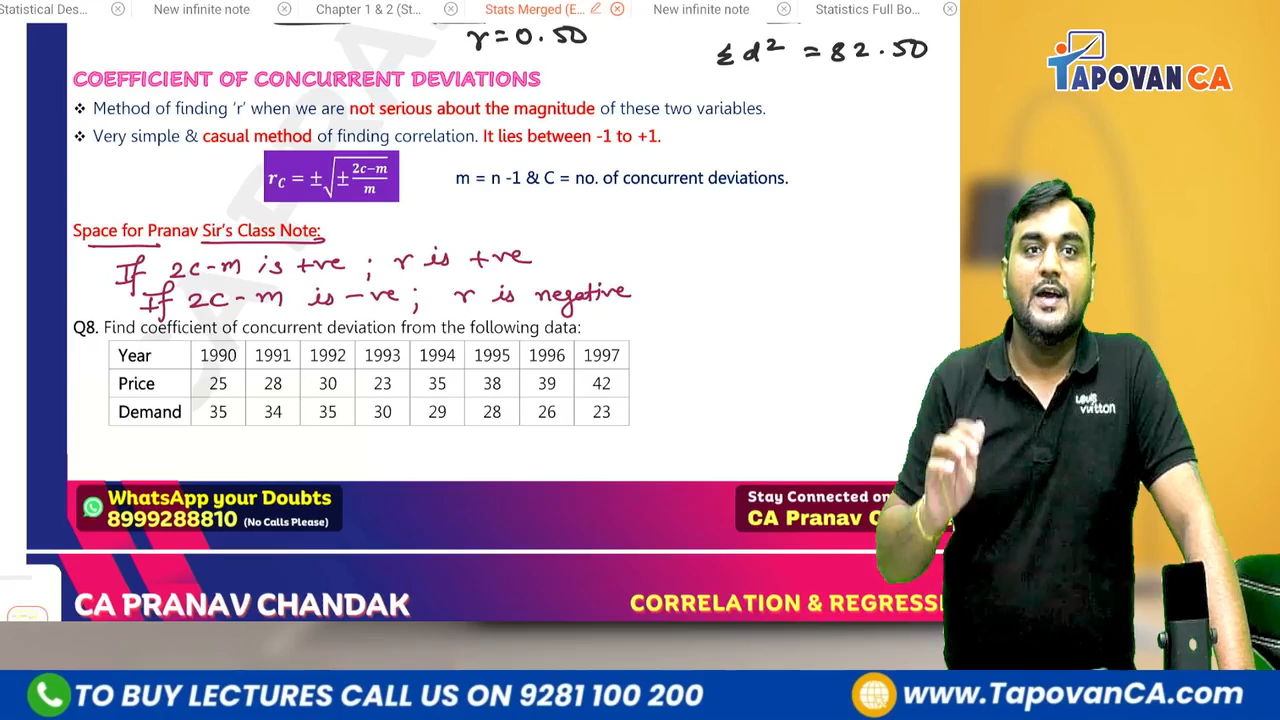 Statistical Des...
New infinite note
Chapter 1 & 2 (St...
Stats Merged (E...
New infinite note
Statistics Full Bo...
r = 0.50
Σd² = 82.50
TAPOVAN CA
COEFFICIENT OF CONCURRENT DEVIATIONS
❖ Method of finding 'r' when we are not serious about the magnitude of these two variables.
❖ Very simple & casual method of finding correlation. It lies between -1 to +1.
r_C = ±√(± (2c−m)/m)
m = n -1 & C = no. of concurrent deviations.
Space for Pranav Sir's Class Note:
If 2c-m is +ve ; r is +ve
If 2c-m is -ve ; r is negative
Q8. Find coefficient of concurrent deviation from the following data:
Year 1990 1991 1992 1993 1994 1995 1996 1997
Price 25 28 30 23 35 38 39 42
Demand 35 34 35 30 29 28 26 23
Louis
vuitton
WhatsApp your Doubts
8999288810 (No Calls Please)
Stay Connected on
CA Pranav C
CA PRANAV CHANDAK
CORRELATION & REGRESS
TO BUY LECTURES CALL US ON 9281 100 200
www.TapovanCA.com